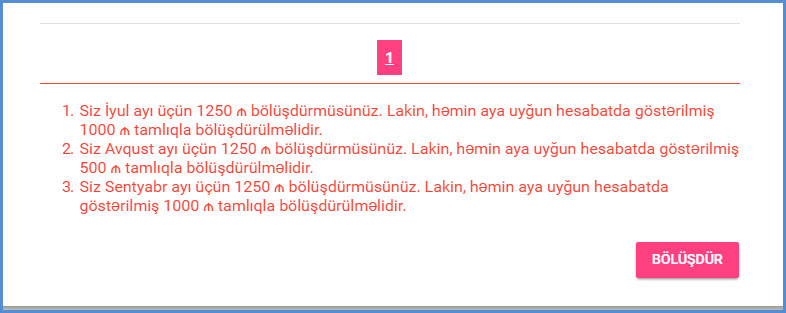 1
1. Siz İyul ayı üçün 1250 ₼ bölüşdürmüsünüz. Lakin, həmin aya uyğun hesabatda göstərilmiş
1000 ₼ tamlıqla bölüşdürülməlidir.
2. Siz Avqust ayı üçün 1250 ₼ bölüşdürmüsünüz. Lakin, həmin aya uyğun hesabatda göstərilmiş
500 ₼ tamlıqla bölüşdürülməlidir.
3. Siz Sentyabr ayı üçün 1250 ₼ bölüşdürmüsünüz. Lakin, həmin aya uyğun hesabatda
göstərilmiş 1000 ₼ tamlıqla bölüşdürülməlidir.
BÖLÜŞDÜR